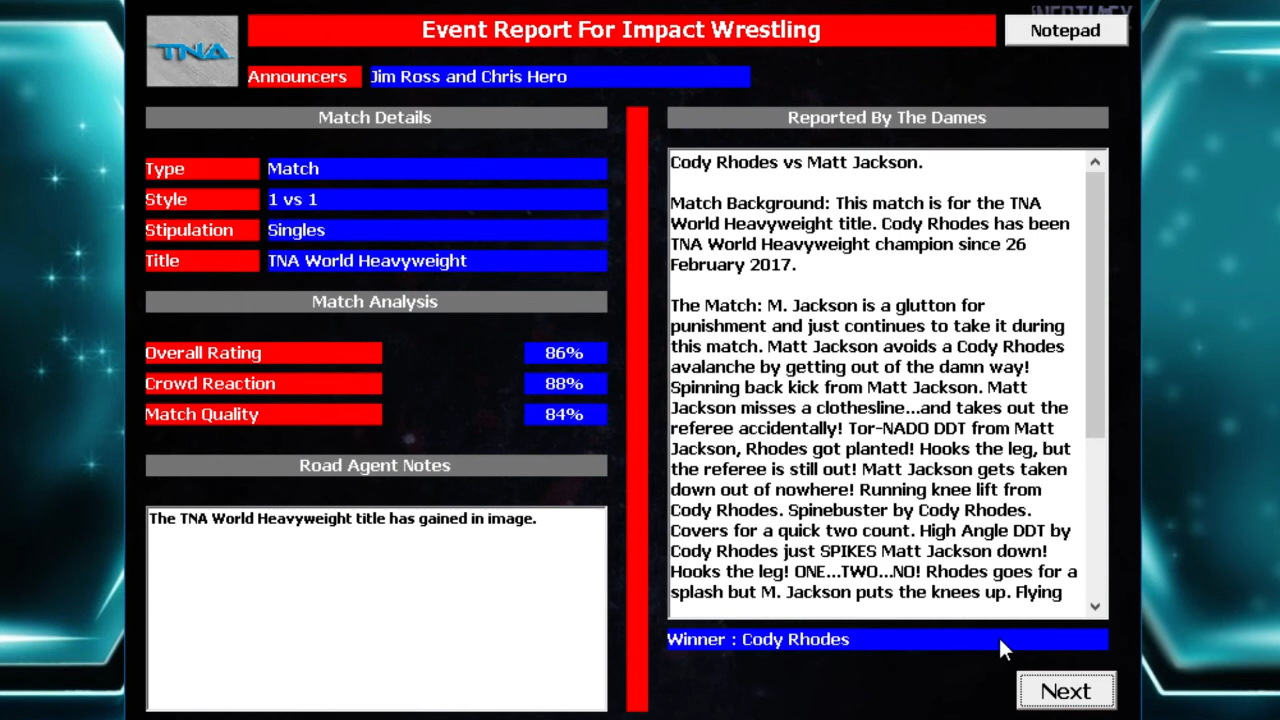 Event Report For Impact Wrestling
Notepad
TNA
Announcers
Jim Ross and Chris Hero
Match Details
Type
Match
Style
1 vs 1
Stipulation
Singles
Title
TNA World Heavyweight
Match Analysis
Overall Rating
86%
Crowd Reaction
88%
Match Quality
84%
Road Agent Notes
The TNA World Heavyweight title has gained in image.
Reported By The Dames
Cody Rhodes vs Matt Jackson.
Match Background: This match is for the TNA
World Heavyweight title. Cody Rhodes has been
TNA World Heavyweight champion since 26
February 2017.
The Match: M. Jackson is a glutton for
punishment and just continues to take it during
this match. Matt Jackson avoids a Cody Rhodes
avalanche by getting out of the damn way!
Spinning back kick from Matt Jackson. Matt
Jackson misses a clothesline...and takes out the
referee accidentally! Tor-NADO DDT from Matt
Jackson, Rhodes got planted! Hooks the leg, but
the referee is still out! Matt Jackson gets taken
down out of nowhere! Running knee lift from
Cody Rhodes. Spinebuster by Cody Rhodes.
Covers for a quick two count. High Angle DDT by
Cody Rhodes just SPIKES Matt Jackson down!
Hooks the leg! ONE...TWO...NO! Rhodes goes for a
splash but M. Jackson puts the knees up. Flying
Winner : Cody Rhodes
Next